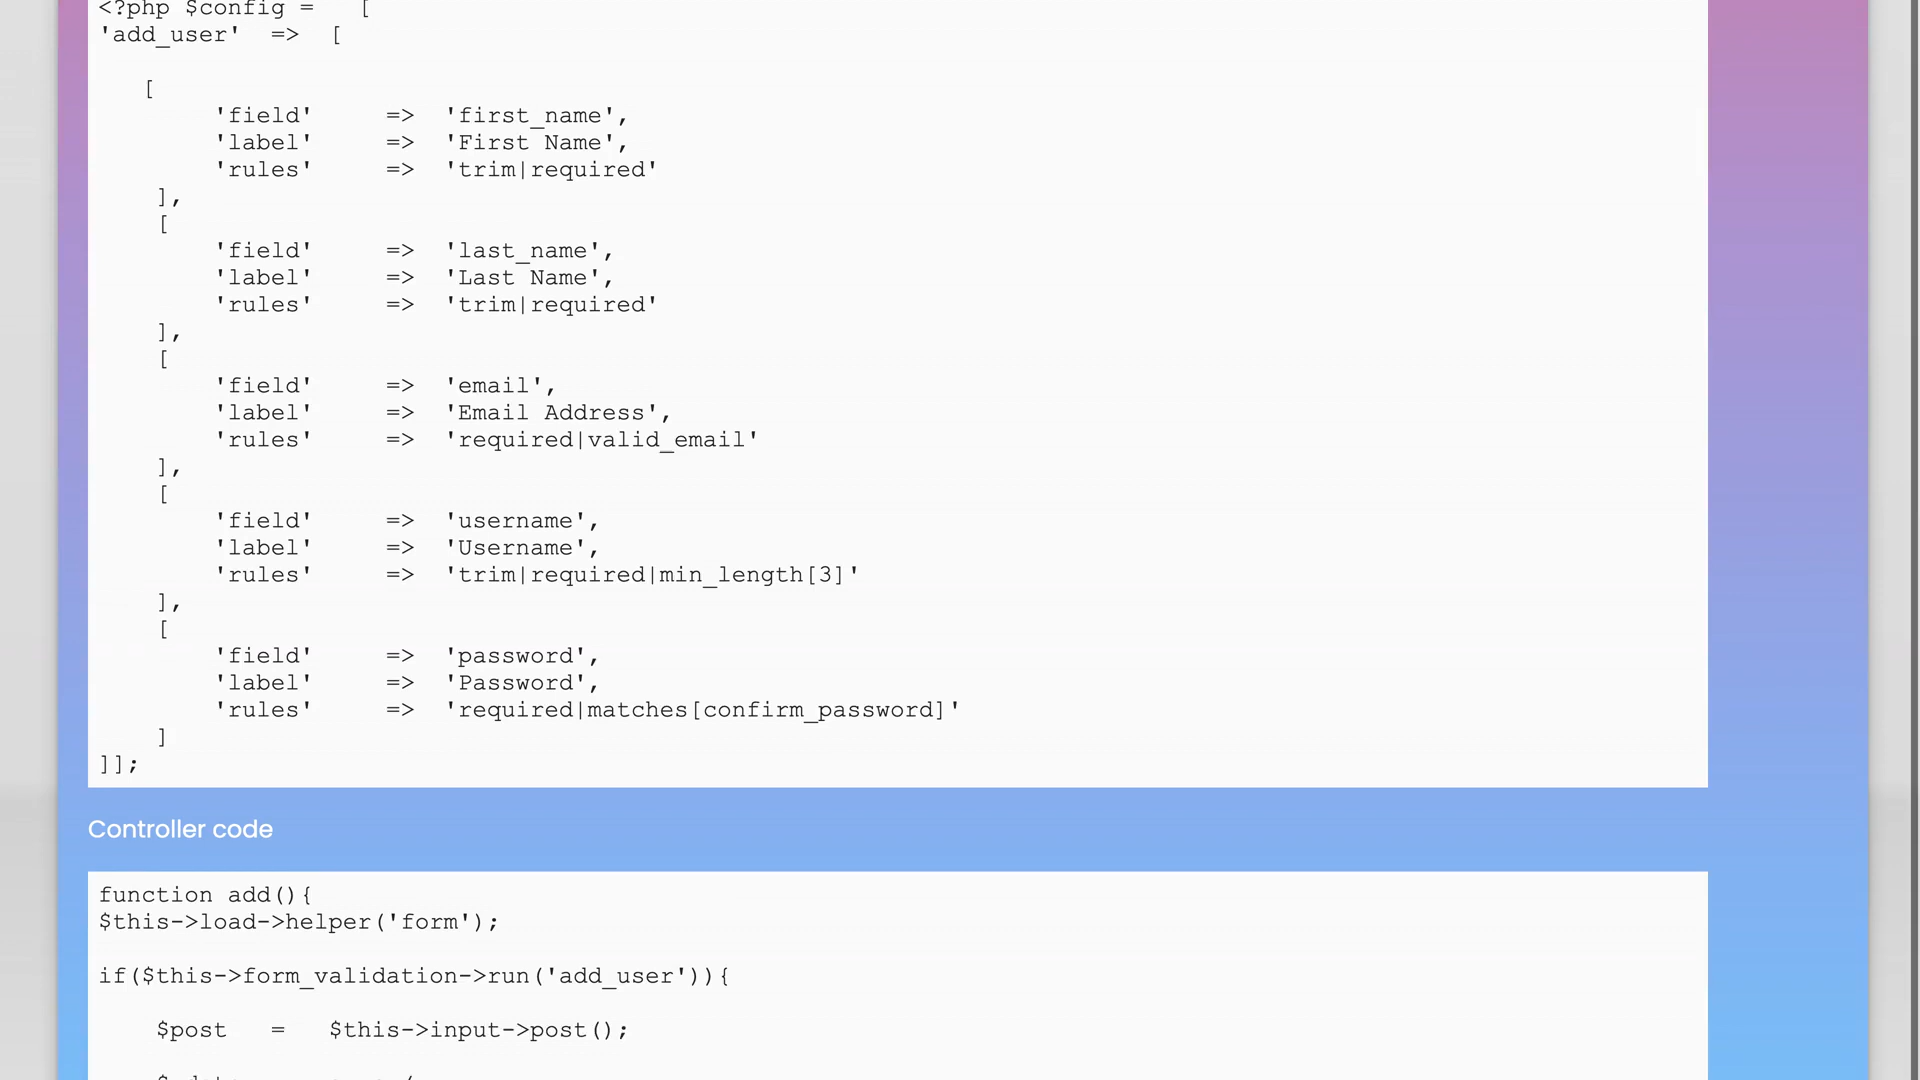 <?php $config = [
'add_user' => [
[
'field' => 'first_name',
'label' => 'First Name',
'rules' => 'trim|required'
],
[
'field' => 'last_name',
'label' => 'Last Name',
'rules' => 'trim|required'
],
[
'field' => 'email',
'label' => 'Email Address',
'rules' => 'required|valid_email'
],
[
'field' => 'username',
'label' => 'Username',
'rules' => 'trim|required|min_length[3]'
],
[
'field' => 'password',
'label' => 'Password',
'rules' => 'required|matches[confirm_password]'
]
]];
Controller code
function add(){
$this->load->helper('form');
if($this->form_validation->run('add_user')){
$post = $this->input->post();